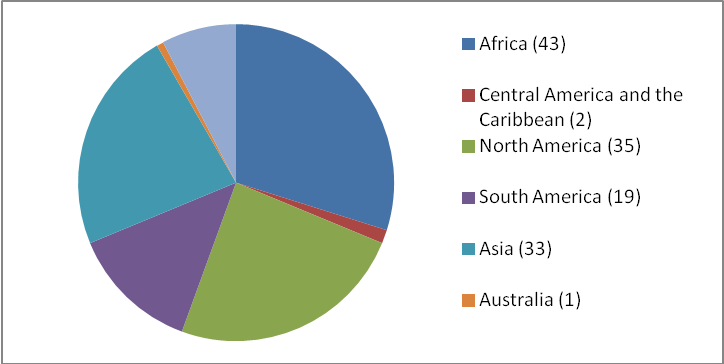 Africa (43)
Central America and the
Caribbean (2)
North America (35)
South America (19)
Asia (33)
Australia (1)